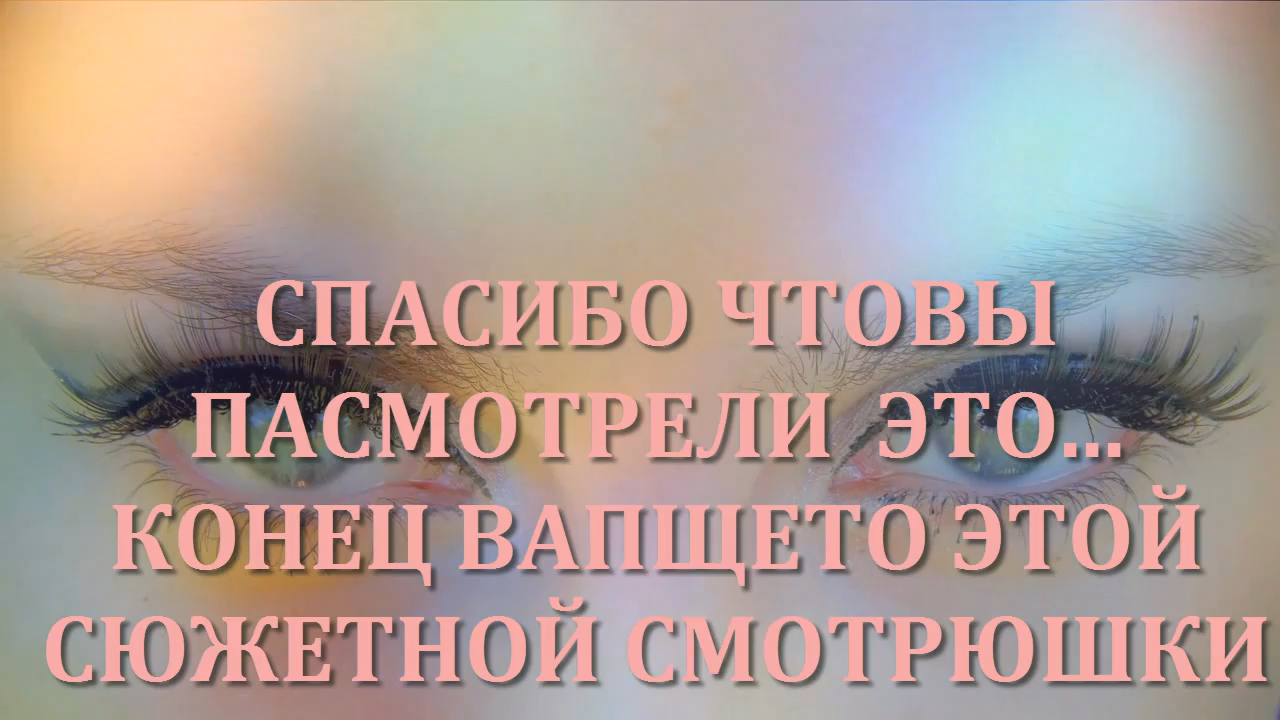 СПАСИБО ЧТОВЫ
ПАСМОТРЕЛИ ЭТО...
КОНЕЦ ВАПЩЕТО ЭТОЙ
СЮЖЕТНОЙ СМОТРЮШКИ